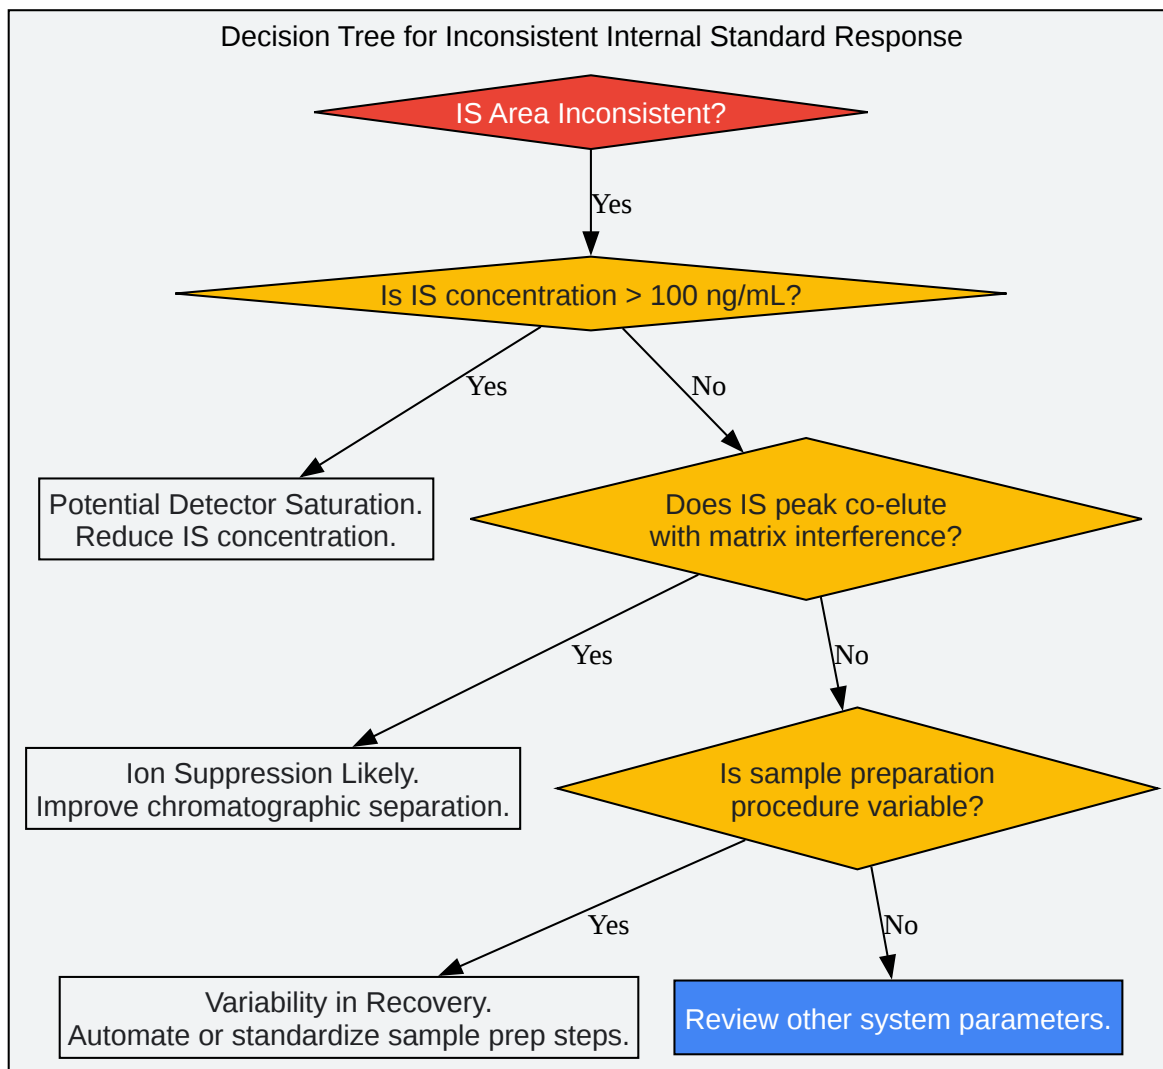 Decision Tree for Inconsistent Internal Standard Response
IS Area Inconsistent?
Yes
Is IS concentration > 100 ng/mL?
Yes
No
Potential Detector Saturation.
Reduce IS concentration.
Does IS peak co-elute
with matrix interference?
Yes
No
Ion Suppression Likely.
Improve chromatographic separation.
Is sample preparation
procedure variable?
Yes
No
Variability in Recovery.
Automate or standardize sample prep steps.
Review other system parameters.